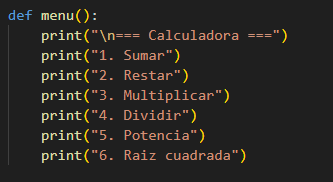 def menu():
    print("\n=== Calculadora ===")
    print("1. Sumar")
    print("2. Restar")
    print("3. Multiplicar")
    print("4. Dividir")
    print("5. Potencia")
    print("6. Raiz cuadrada")